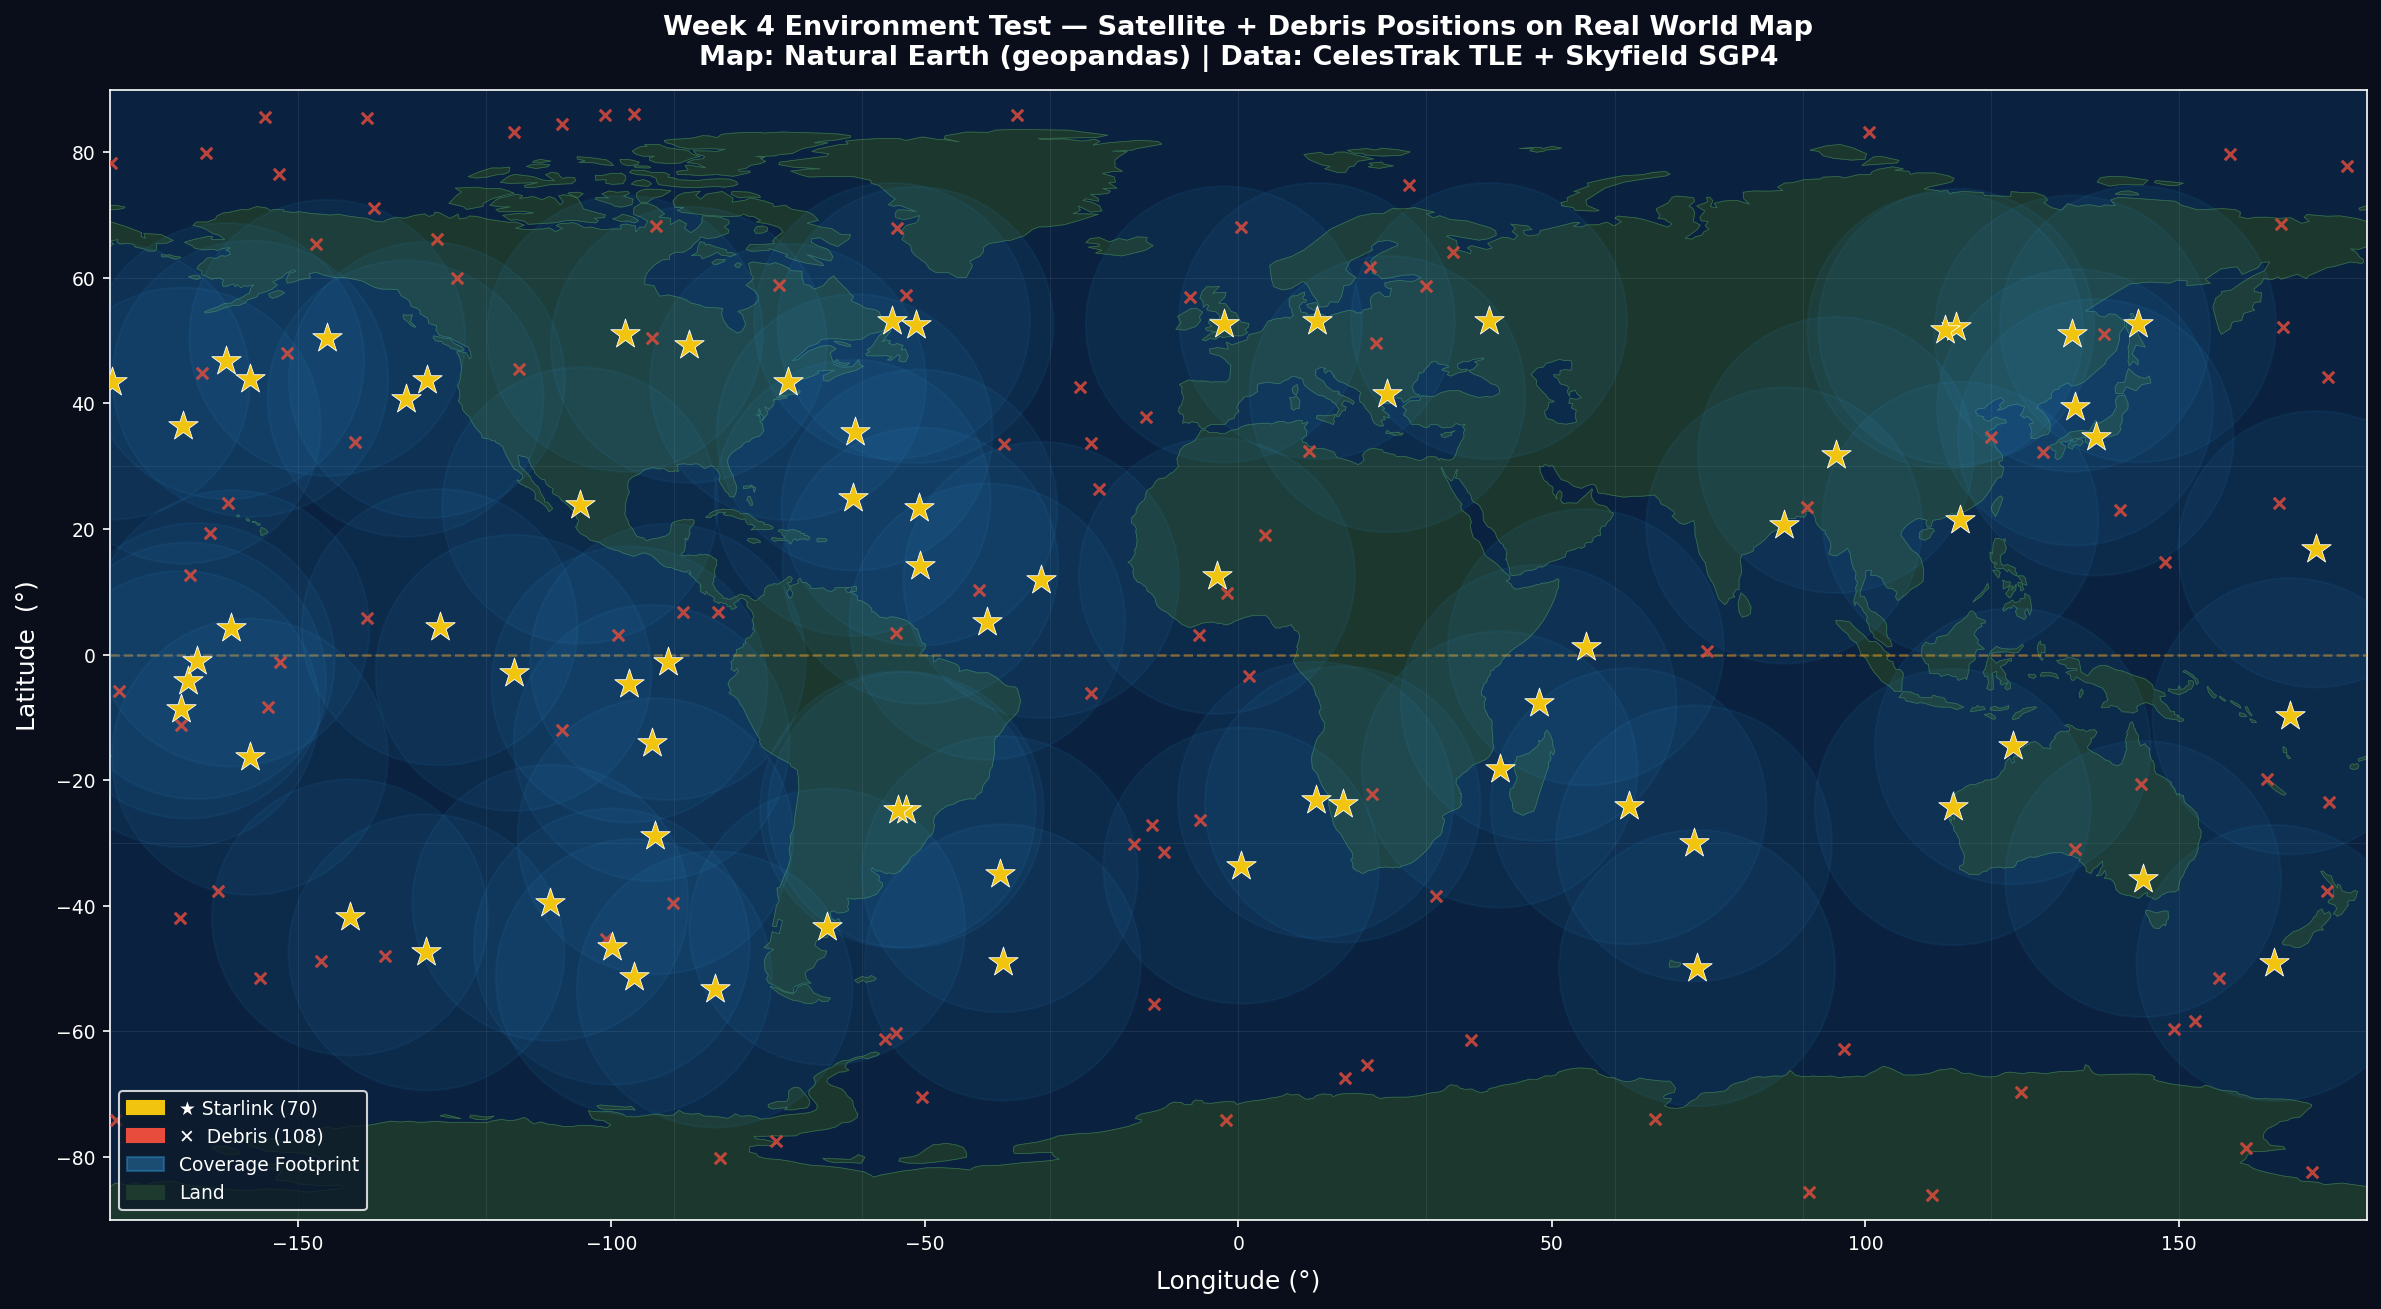 Week 4 Environment Test — Satellite + Debris Positions on Real World Map
Map: Natural Earth (geopandas) | Data: CelesTrak TLE + Skyfield SGP4
Latitude (°)
80
60
40
20
0
−20
−40
−60
−80
★ Starlink (70)
✕ Debris (108)
Coverage Footprint
Land
−150
−100
−50
0
50
100
150
Longitude (°)